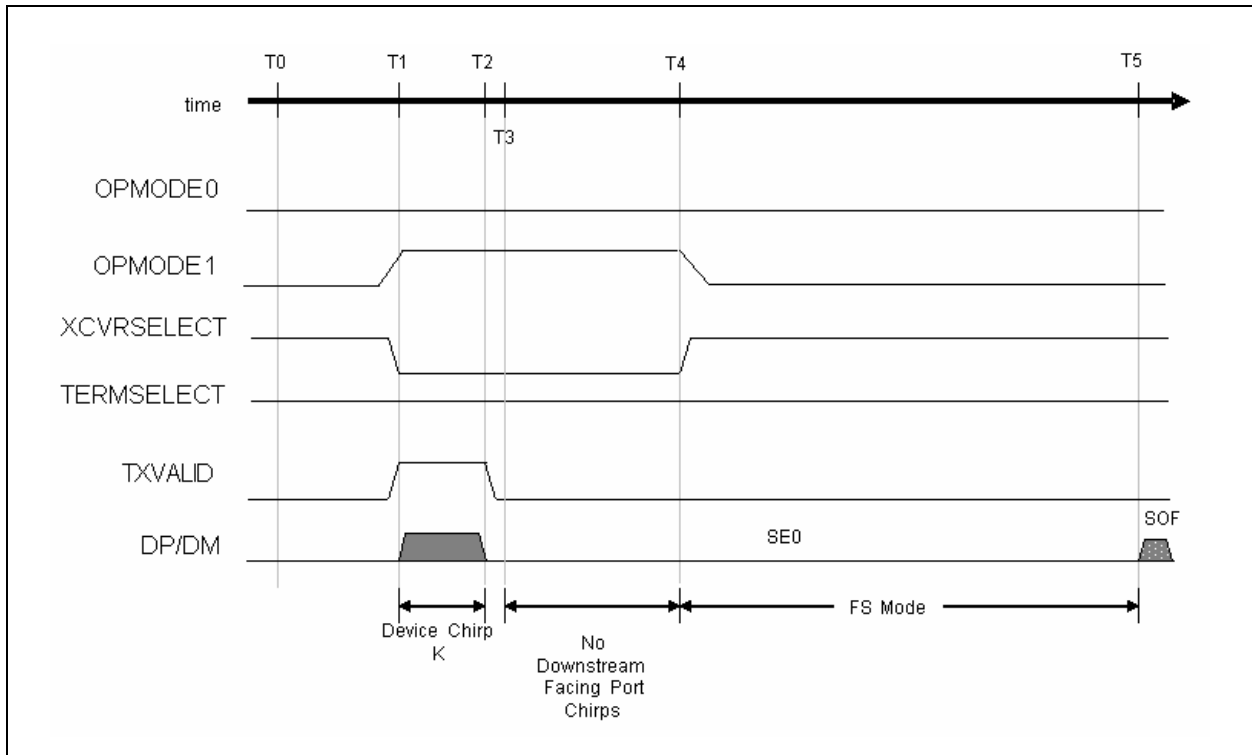 T0 T1 T2 T4 T5
time
T3
OPMODE0
OPMODE1
XCVRSELECT
TERMSELECT
TXVALID
SOF
DP/DM
SE0
FS Mode
Device Chirp
K
No
Downstream
Facing Port
Chirps